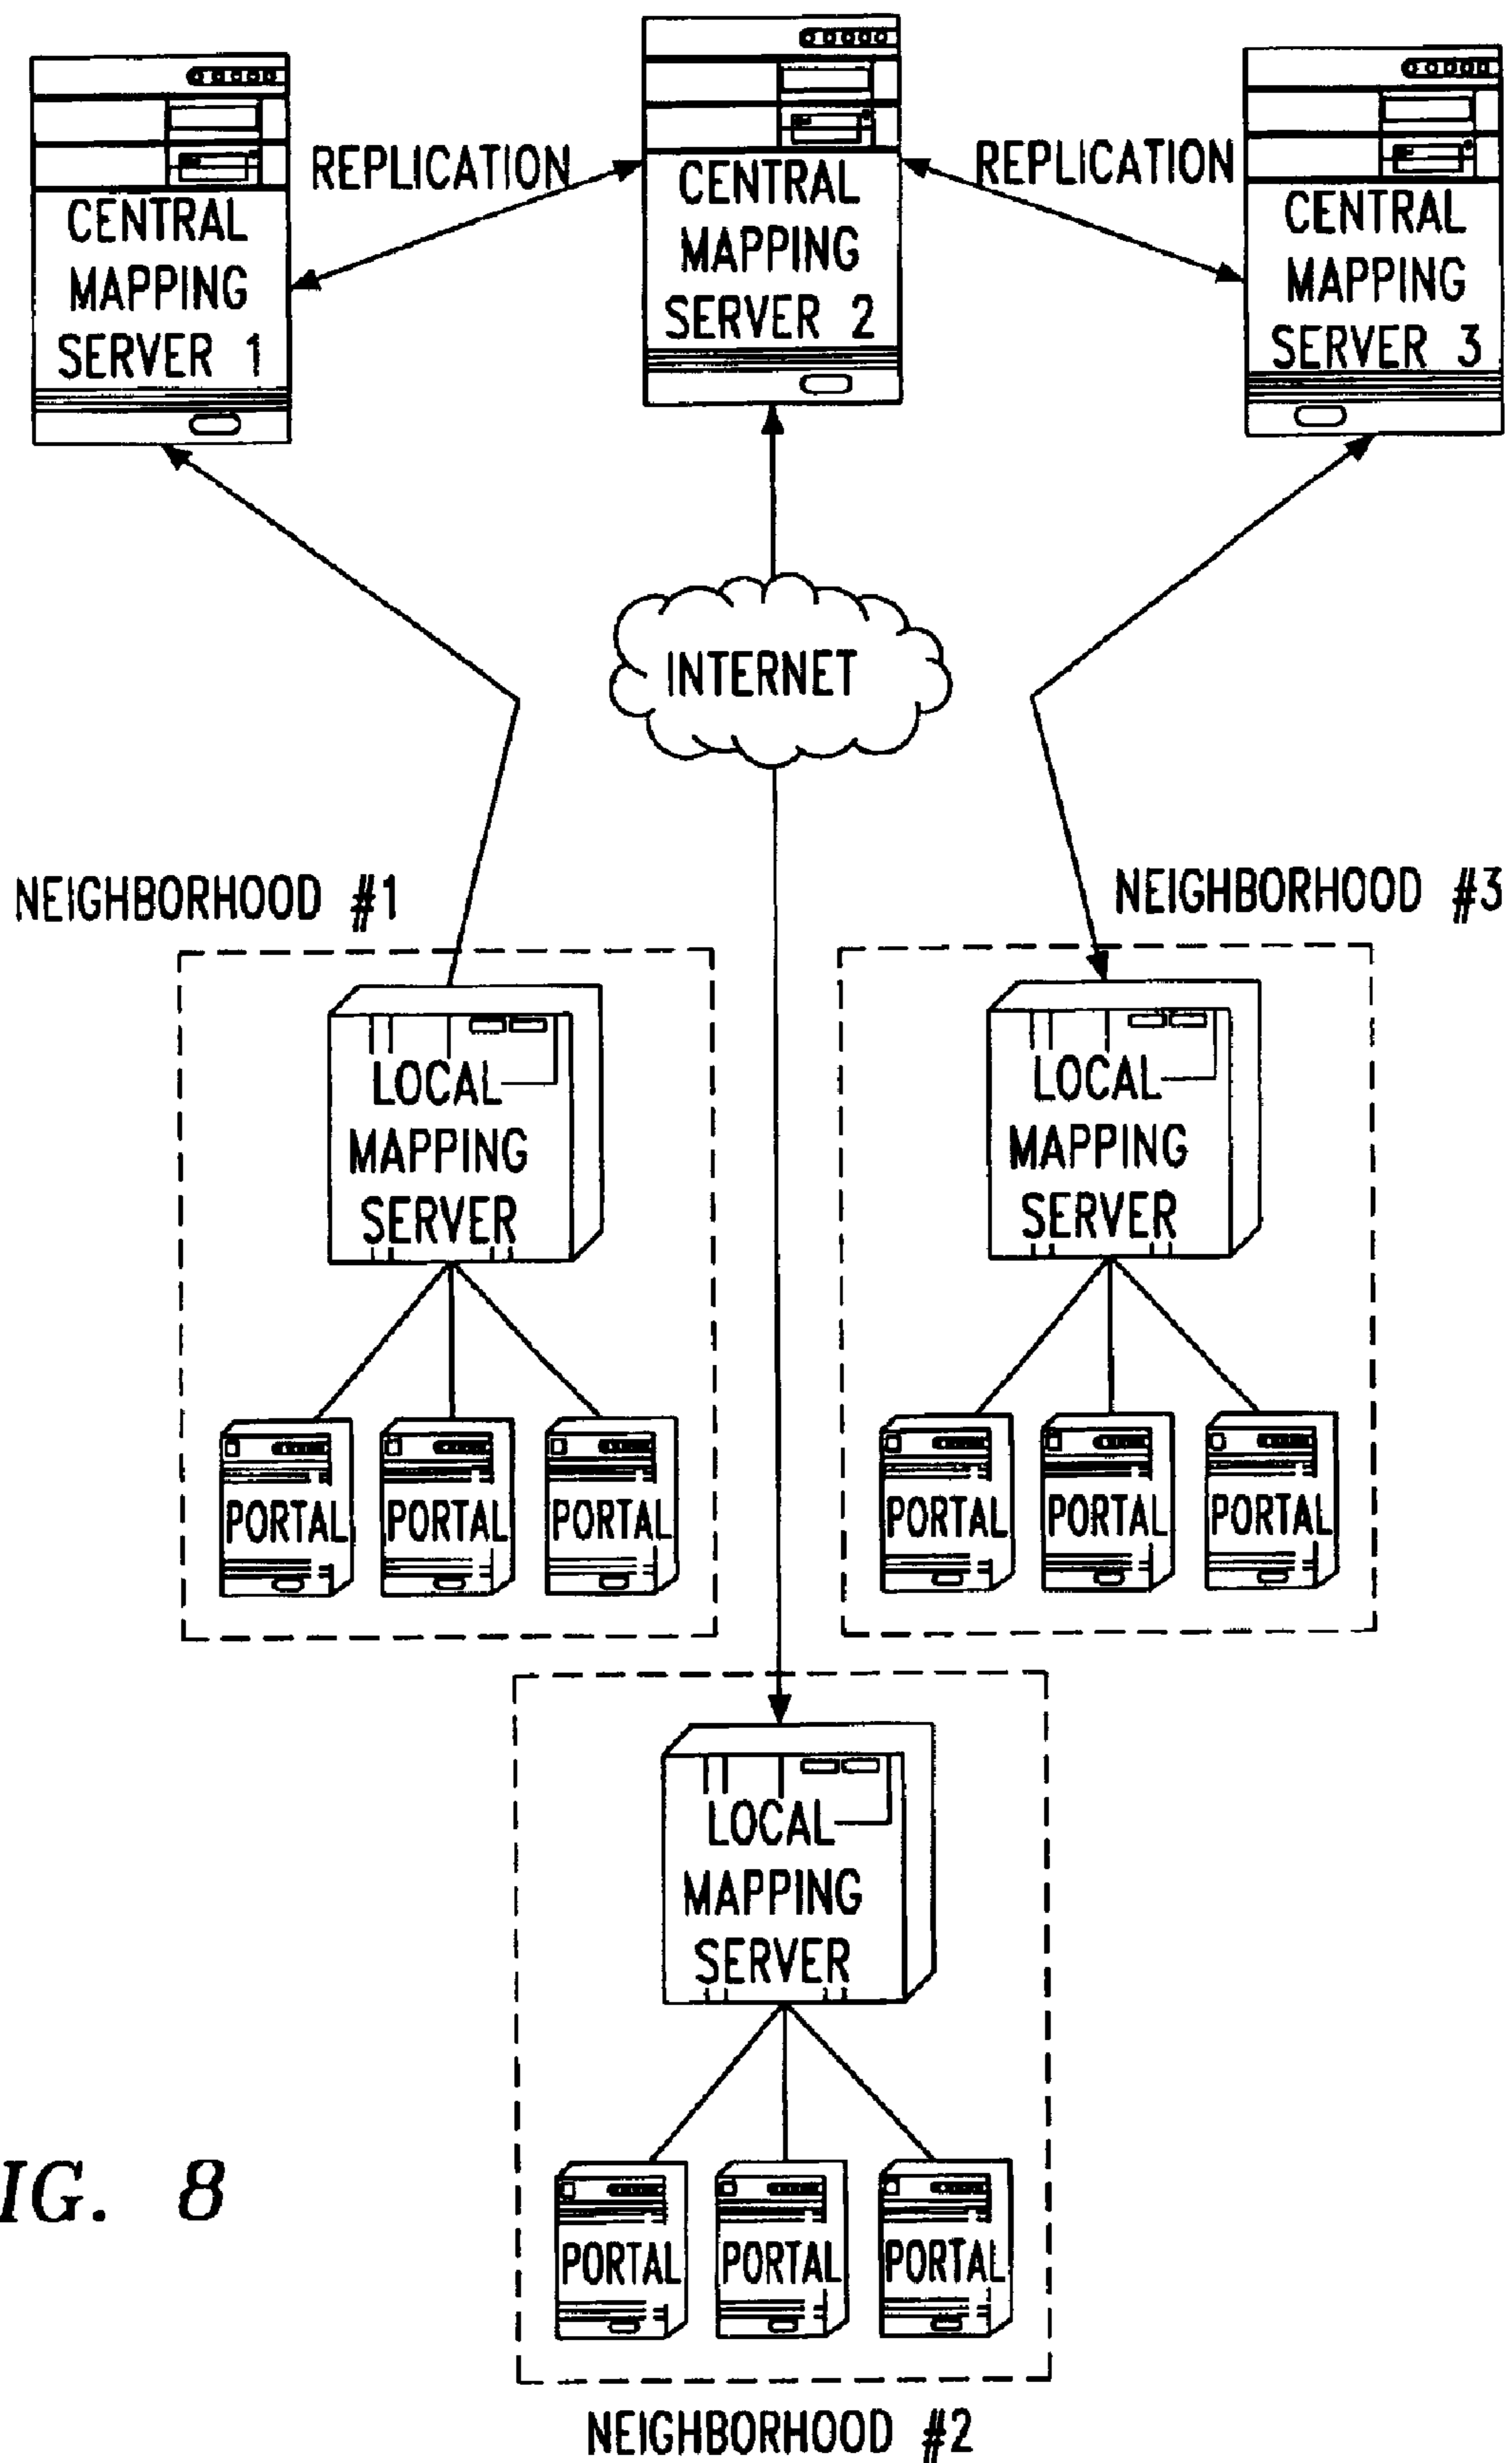 CENTRAL
MAPPING
SERVER 1
REPLICATION
CENTRAL
MAPPING
SERVER 2
REPLICATION
CENTRAL
MAPPING
SERVER 3
INTERNET
NEIGHBORHOOD #1
LOCAL
MAPPING
SERVER
PORTAL
PORTAL
PORTAL
NEIGHBORHOOD #3
LOCAL
MAPPING
SERVER
PORTAL
PORTAL
PORTAL
LOCAL
MAPPING
SERVER
PORTAL
PORTAL
PORTAL
NEIGHBORHOOD #2
IG. 8